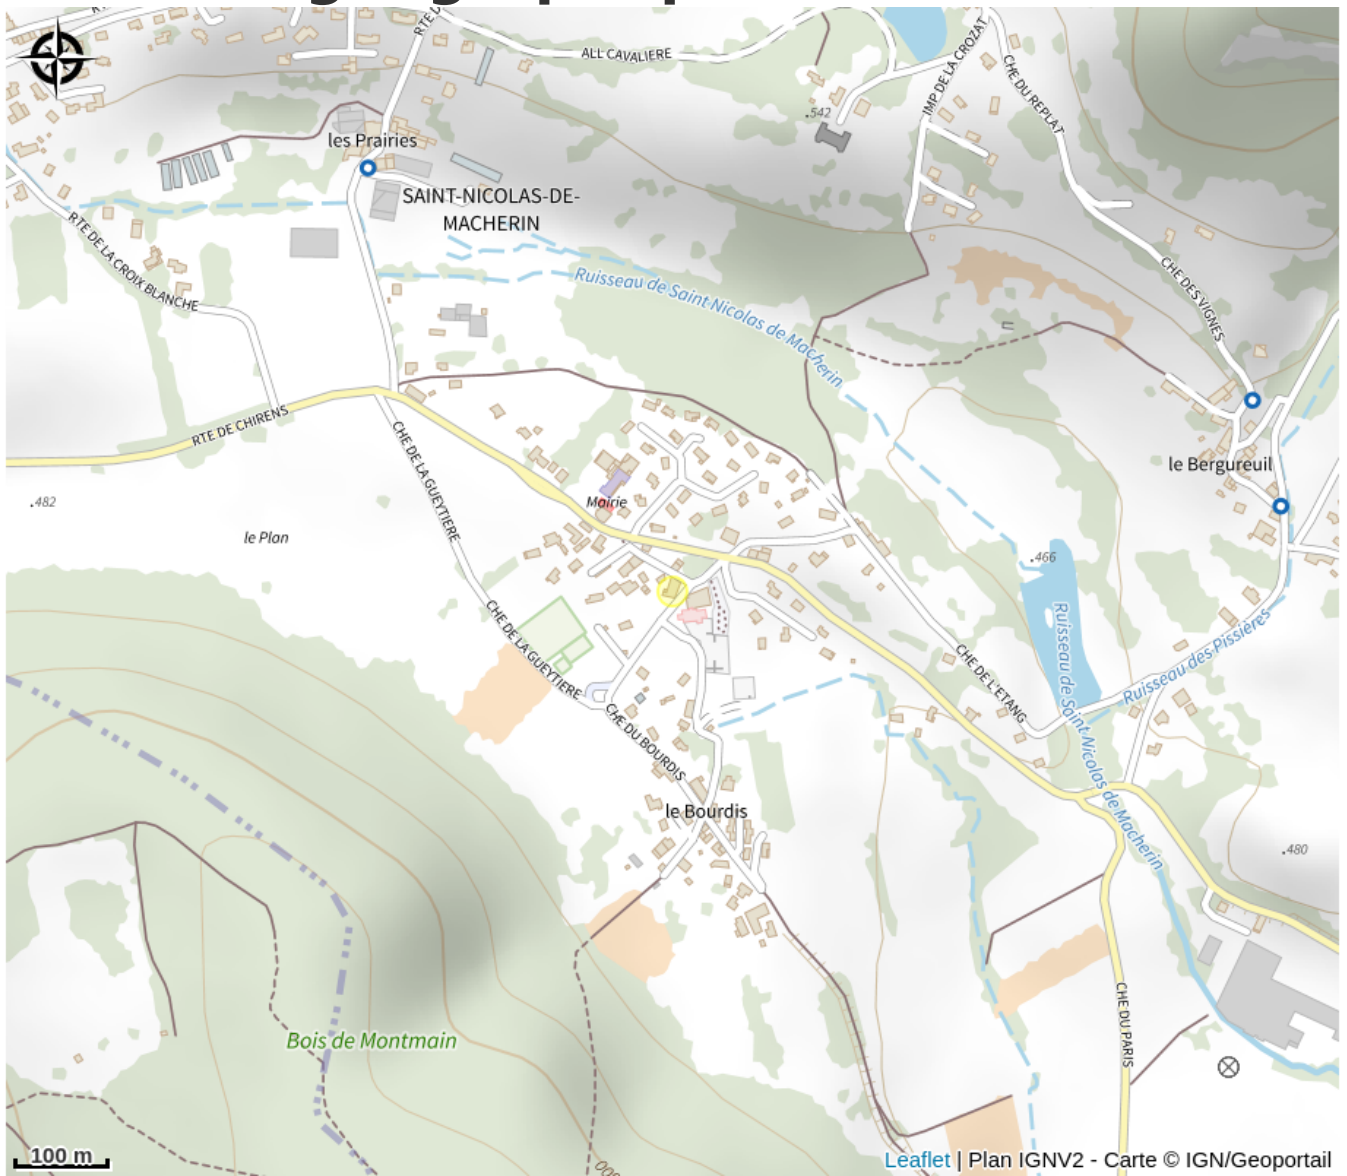 RTE D
ALL CAVALIERE
IMP DE LA CROZAT
CHE DU REPLAT
.542
les Prairies
SAINT-NICOLAS-DE-
MACHERIN
RTE DE LA CROIX BLANCHE
Ruisseau de Saint-Nicolas de Macherin
CHE DES VIGNES
RTE DE CHIRENS
CHE DE LA GUEYTIERE
le Bergureuil
.482
Mairie
le Plan
.466
CHE DE LA GUEYTIERE
Ruisseau de Saint-Nicolas de Macherin
Ruisseau des Pissières
CHE DE L'ETANG
CHE DU BOURDIS
le Bourdis
.480
CHE DU PARIS
Bois de Montmain
100 m
Leaflet | Plan IGNV2 - Carte © IGN/Geoportail